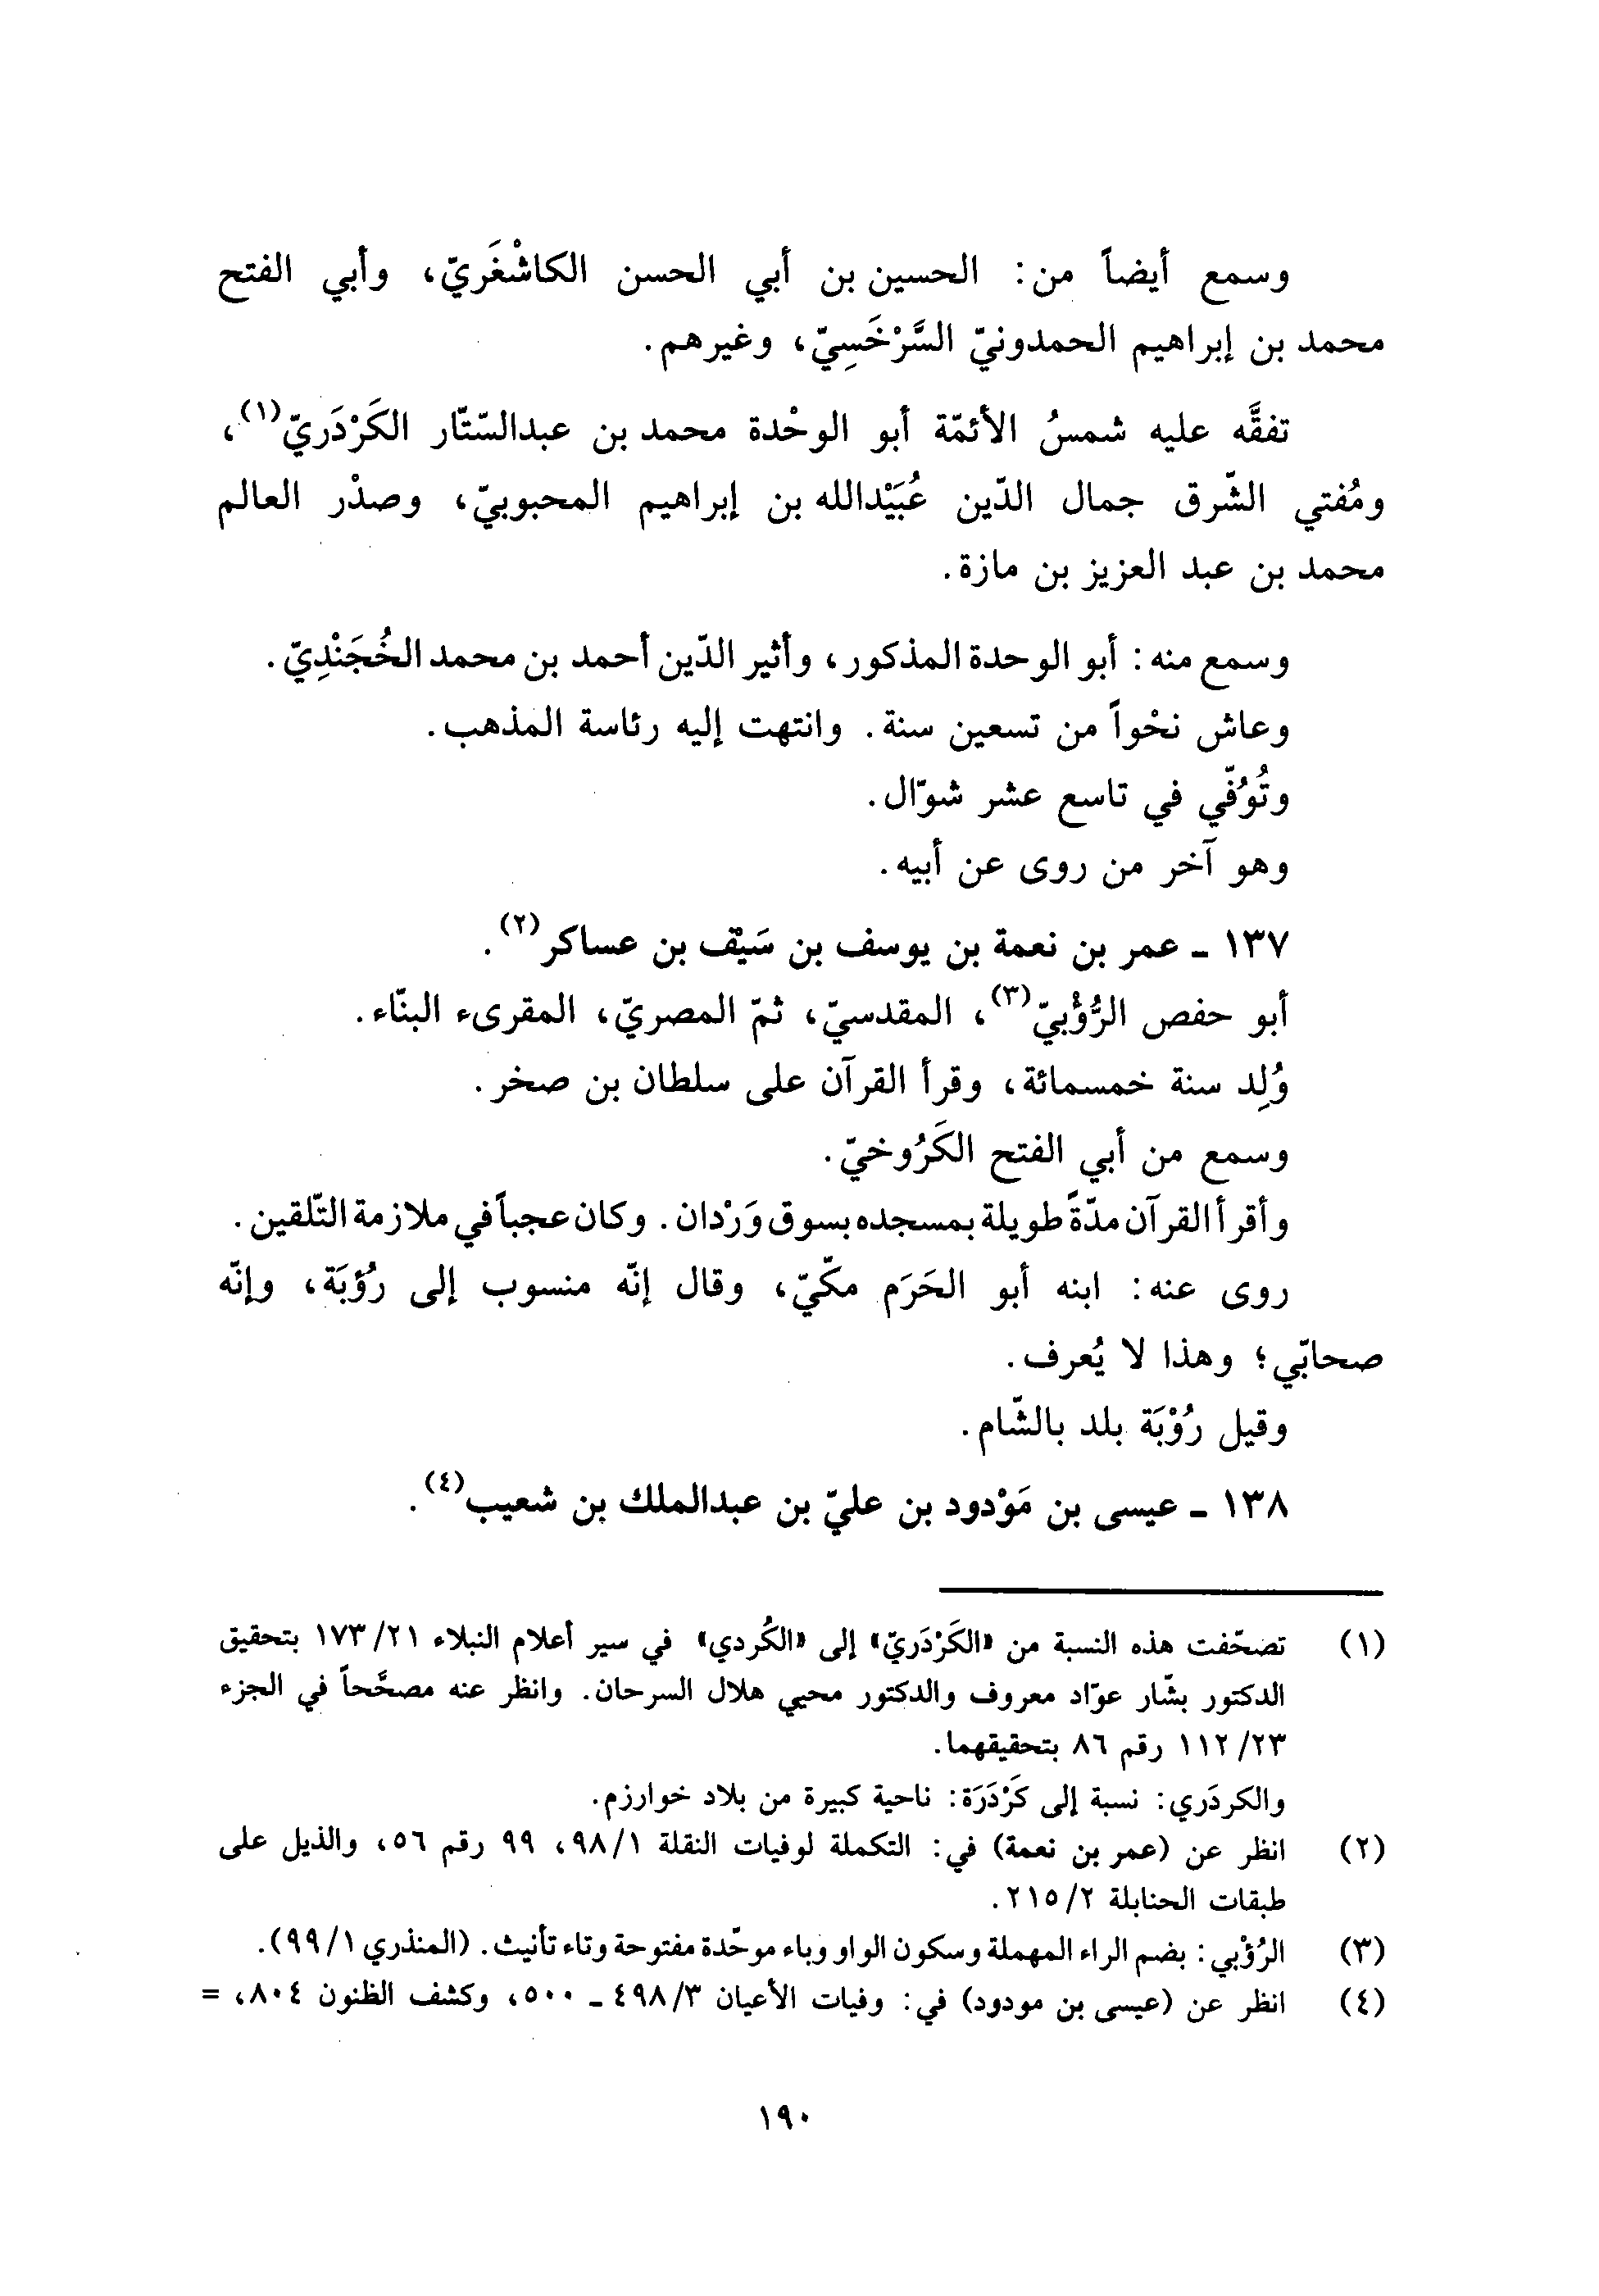 وسمع أيضاً من: الحسين بن أبي الحسن الكاشْغَريّ، وأبي الفتح
محمد بن إبراهيم الحمدونيّ السَّرْخَسِيّ، وغيرهم.
تفقَّه عليه شمسُ الأئمّة أبو الوحْدة محمد بن عبدالسّتّار الكَرْدَريّ(١)،
ومُفتي الشّرق جمال الدّين عُبَيْدالله بن إبراهيم المحبوبيّ، وصدْر العالم
محمد بن عبد العزيز بن مازة.
وسمع منه: أبو الوحدة المذكور، وأثير الدّين أحمد بن محمد الخُجَنْدِيّ.
وعاش نحْواً من تسعين سنة. وانتهت إليه رئاسة المذهب.
وتُوُفّي في تاسع عشر شوّال.
وهو آخر من روى عن أبيه.
١٣٧ ـ عمر بن نعمة بن يوسف بن سَيْف بن عساكر(٢).
أبو حفص الرُّؤْبيّ(٣)، المقدسيّ، ثمّ المصريّ، المقرىء البنّاء.
وُلِد سنة خمسمائة، وقرأ القرآن على سلطان بن صخر.
وسمع من أبي الفتح الكَرُوخيّ.
وأقرأ القرآن مدّةً طويلة بمسجده بسوق وَرْدان. وكان عجباً في ملازمة التّلقين.
روى عنه: ابنه أبو الحَرَم مكّيّ، وقال إنّه منسوب إلى رُؤبَة، وإنّه
صحابّي؛ وهذا لا يُعرف.
وقيل رُؤْبَة بلد بالشّام.
١٣٨ ـ عيسى بن مَوْدود بن عليّ بن عبدالملك بن شعيب(٤).
(١) تصحّفت هذه النسبة من «الكَرْدَريّ» إلى «الكُردي» في سير أعلام النبلاء ١٧٣/٢١ بتحقيق
الدكتور بشّار عوّاد معروف والدكتور محيي هلال السرحان. وانظر عنه مصحَّحاً في الجزء
١١٢/٢٣ رقم ٨٦ بتحقيقهما.
والكردَري: نسبة إلى كَرْدَرَة: ناحية كبيرة من بلاد خوارزم.
(٢) انظر عن (عمر بن نعمة) في: التكملة لوفيات النقلة ٩٨/١، ٩٩ رقم ٥٦، والذيل على
طبقات الحنابلة ٢١٥/٢.
(٣) الرُؤْبي: بضم الراء المهملة وسكون الواو وباء موحّدة مفتوحة وتاء تأنيث. (المنذري ٩٩/١).
(٤) انظر عن (عيسى بن مودود) في: وفيات الأعيان ٤٩٨/٣ ـ ٥٠٠، وكشف الظنون ٨٠٤، =
١٩٠